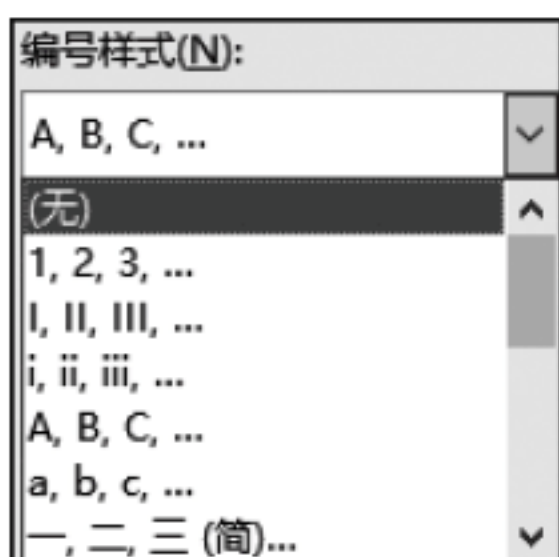 编号样式(N):
A, B, C, ...
(无)
1, 2, 3, ...
I, II, III, ...
i, ii, iii, ...
A, B, C, ...
a, b, c, ...
一, 二, 三 (简)...